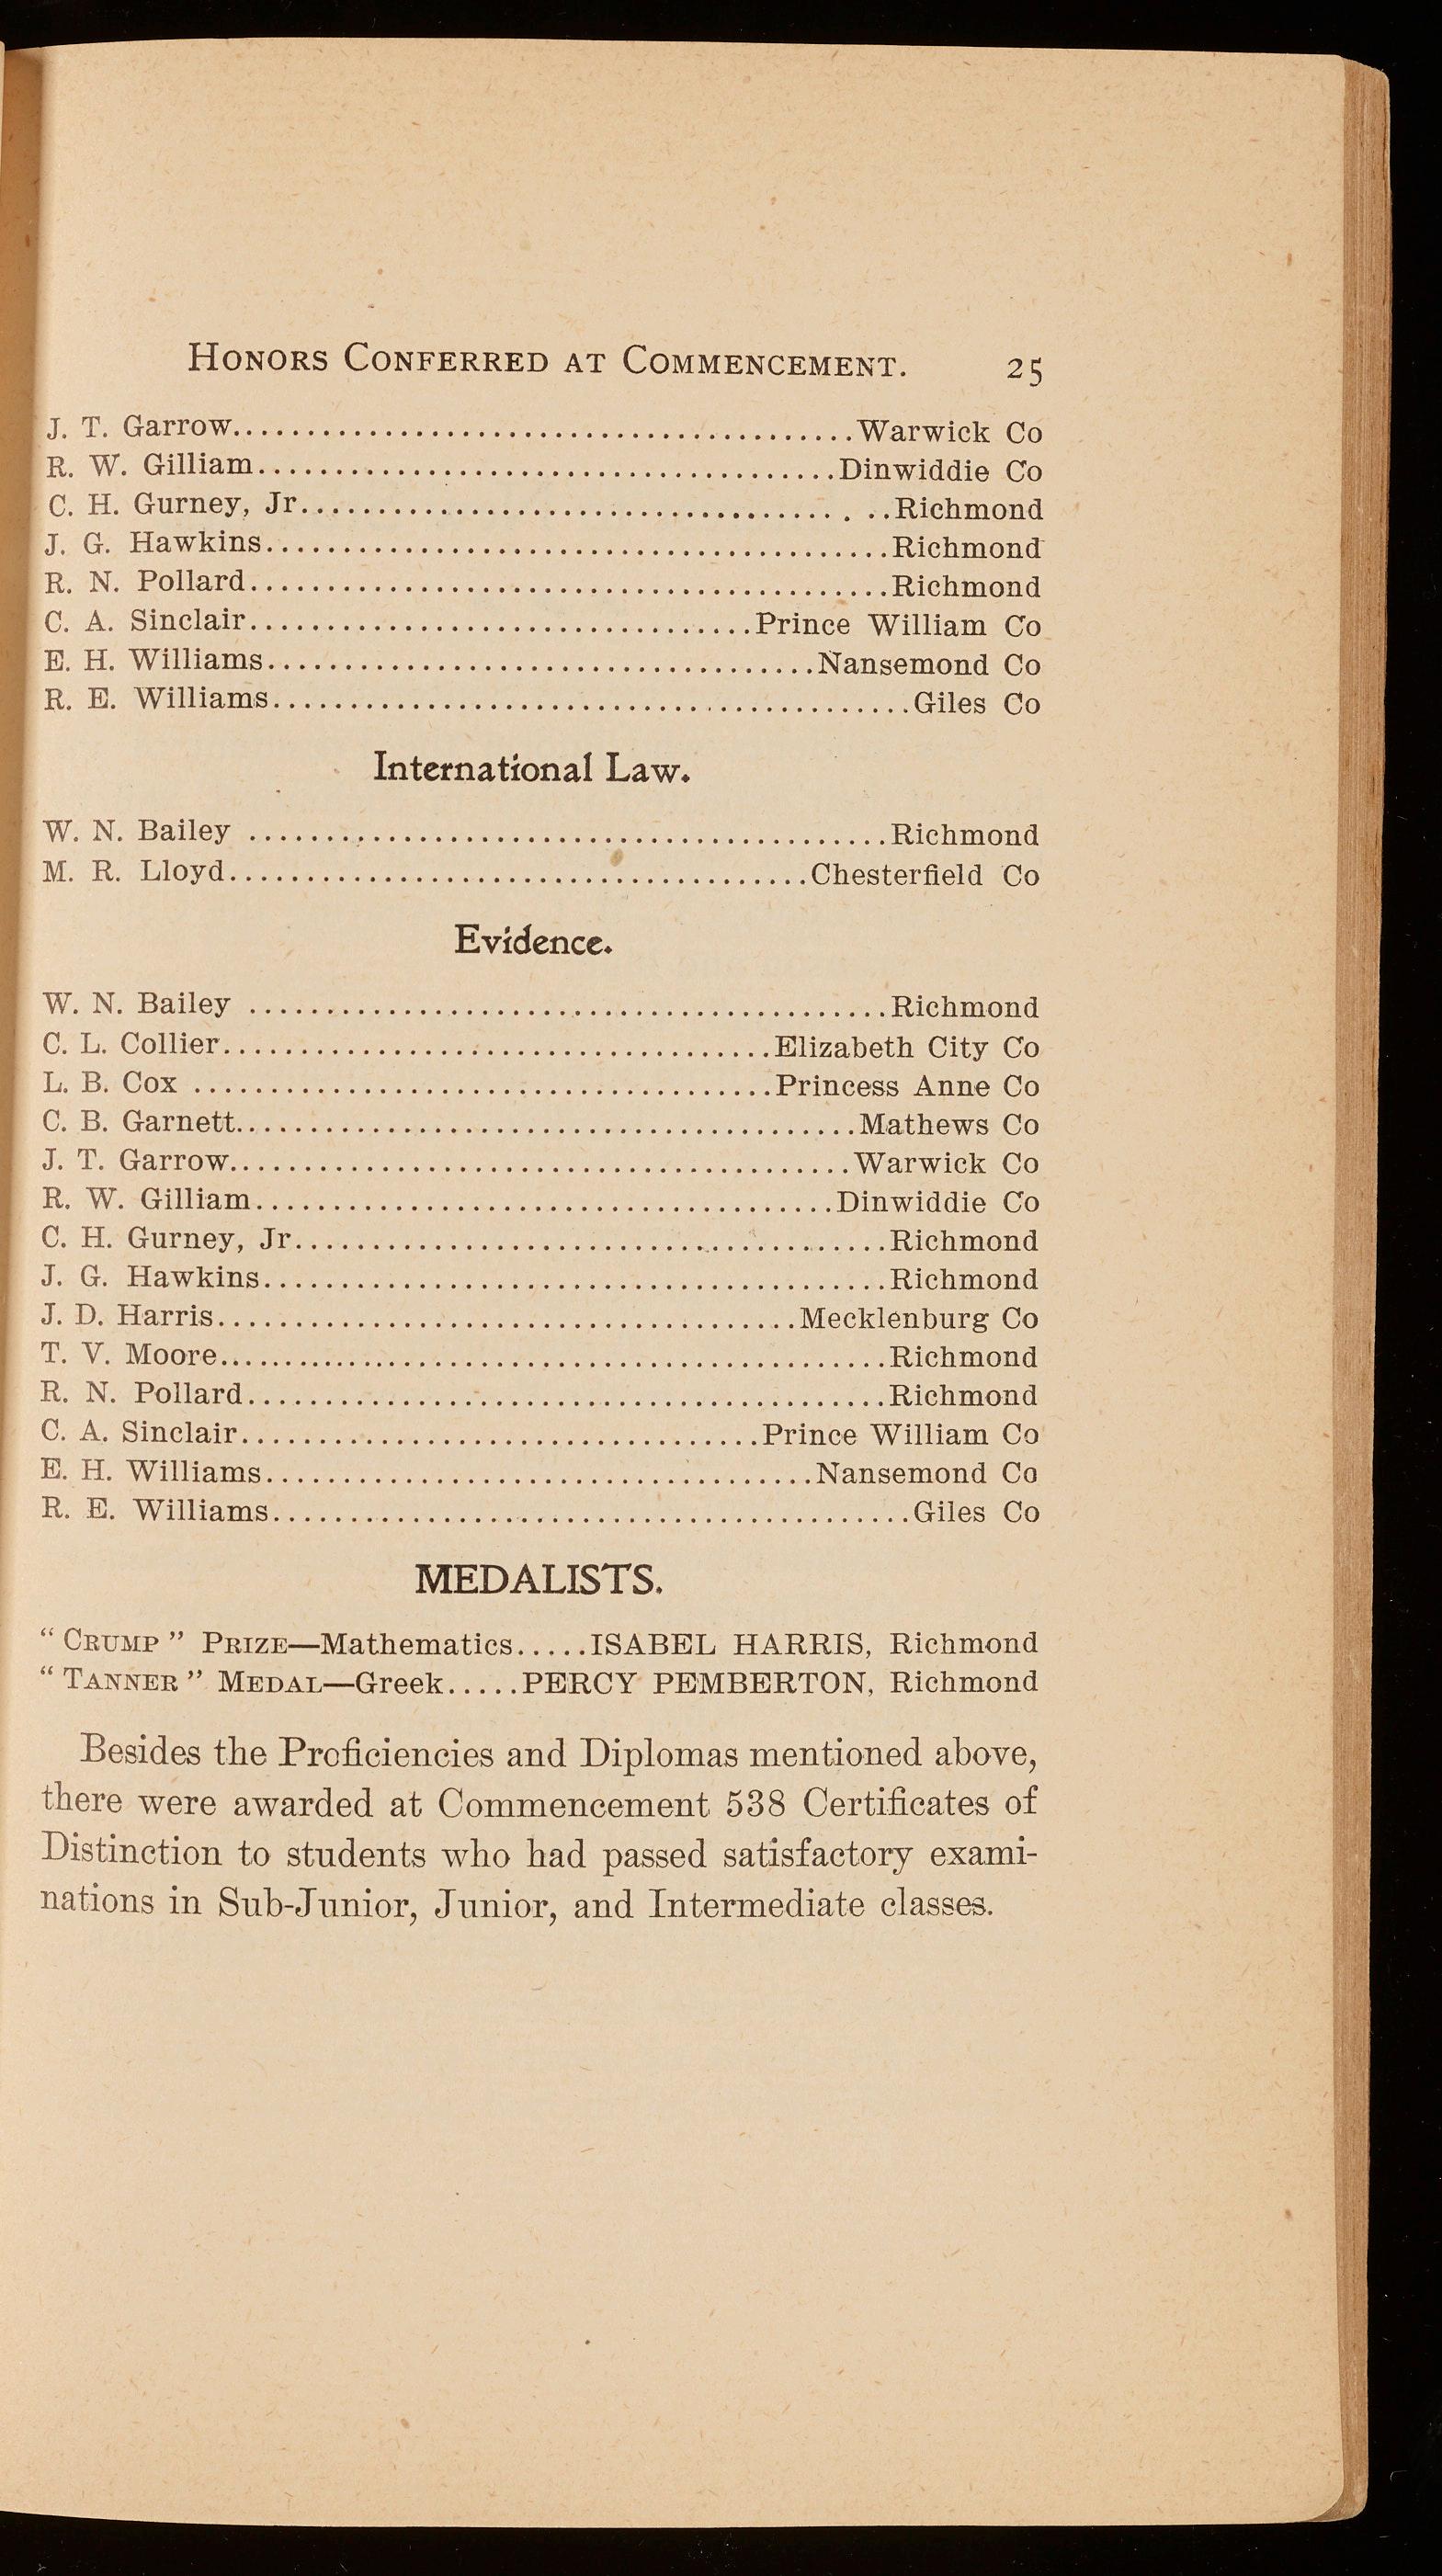 HONORS CONFERRED AT COMMENCEMENT. 25
J. T. Garrow........................................Warwick Co
R. W. Gilliam.....................................Dinwiddie Co
C. H. Gurney, Jr.................................... . ..Richmond
J. G. Hawkins........................................Richmond
R. N. Pollard.........................................Richmond
C. A. Sinclair.................................Prince William Co
E. H. Williams...................................Nansemond Co
R. E. Williams.........................................Giles Co
International Law.
W. N. Bailey .........................................Richmond
M. R. Lloyd.....................................Chesterfield Co
Evidence.
W. N. Bailey .........................................Richmond
C. L. Collier...................................Elizabeth City Co
L. B. Cox .....................................Princess Anne Co
C. B. Garnett........................................Mathews Co
J. T. Garrow........................................Warwick Co
R. W. Gilliam.....................................Dinwiddie Co
C. H. Gurney, Jr......................................Richmond
J. G. Hawkins........................................Richmond
J. D. Harris.....................................Mecklenburg Co
T. V. Moore...........................................Richmond
R. N. Pollard.........................................Richmond
C. A. Sinclair.................................Prince William Co
E. H. Williams...................................Nansemond Co
R. E. Williams.........................................Giles Co
MEDALISTS.
“ CRUMP ” PRIZE—Mathematics.....ISABEL HARRIS, Richmond
“ TANNER ” MEDAL—Greek.....PERCY PEMBERTON, Richmond
Besides the Proficiencies and Diplomas mentioned above,
there were awarded at Commencement 538 Certificates of
Distinction to students who had passed satisfactory exami-
nations in Sub-Junior, Junior, and Intermediate classes.